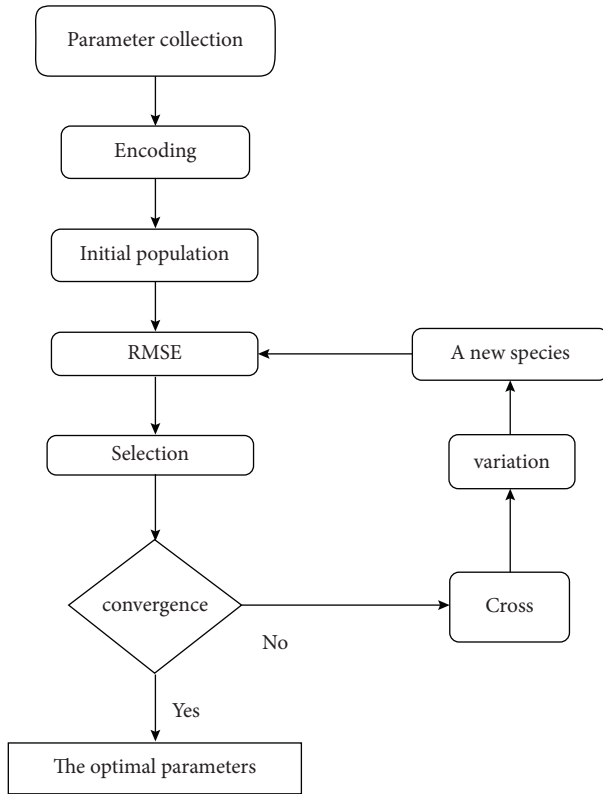 Parameter collection
Encoding
Initial population
RMSE
A new species
Selection
variation
convergence
Cross
No
Yes
The optimal parameters